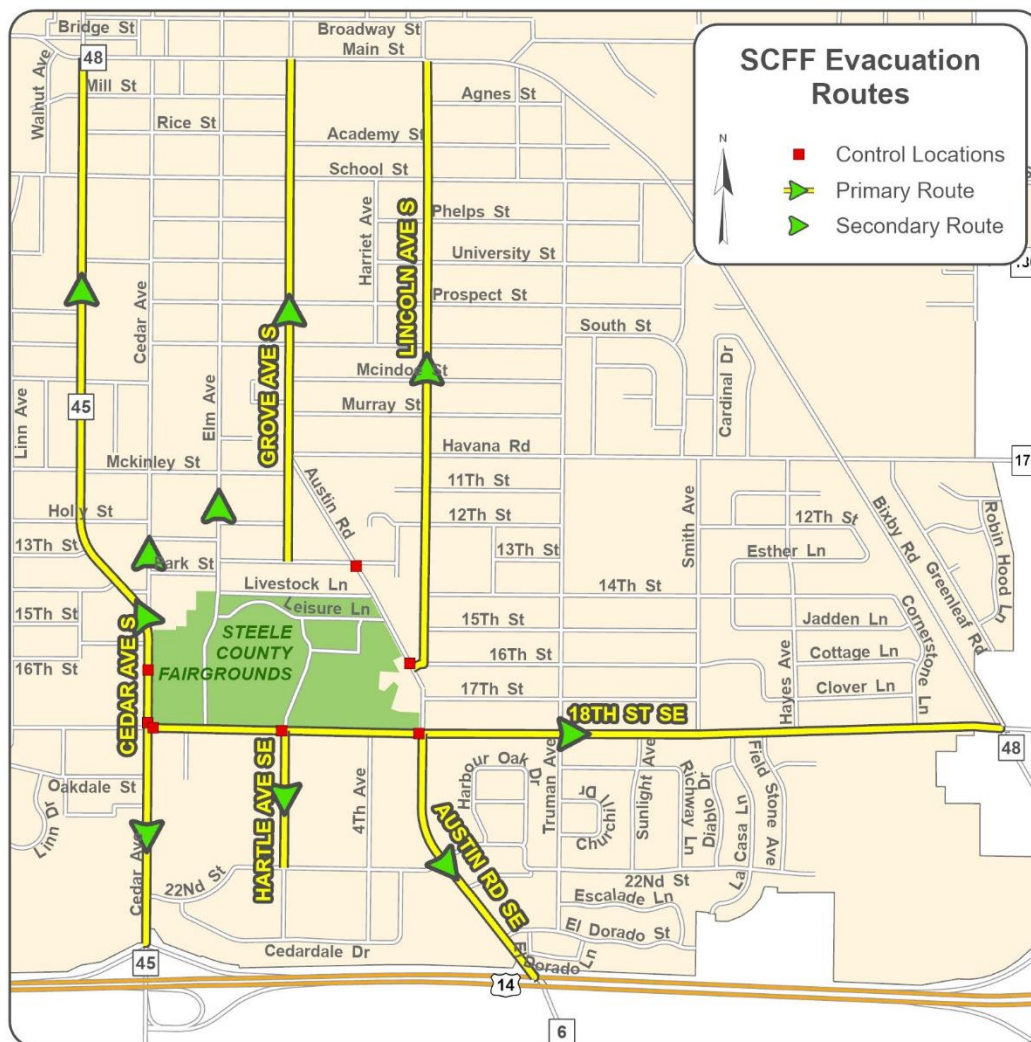 Bridge St
Broadway St
Main St
48
Walnut Ave
Mill St
Agnes St
Rice St
Academy St
School St
SCFF Evacuation
Routes
N
Control Locations
Primary Route
Secondary Route
Harriet Ave
Phelps St
University St
LINCOLN AVE S
Prospect St
Cedar Ave
Elm Ave
GROVE AVE S
South St
Cardinal Dr
Mcindoe St
Murray St
Linn Ave
45
Havana Rd
17
Mckinley St
Austin Rd
11Th St
12Th St
Holly St
13Th St
Park St
13Th St
Smith Ave
12Th St
Esther Ln
Bixby Rd
Greenleaf Rd
Robin Hood Ln
Livestock Ln
Leisure Ln
14Th St
15Th St
15Th St
Jadden Ln
Cornerstone Ln
STEELE
COUNTY
FAIRGROUNDS
16Th St
16Th St
Cottage Ln
17Th St
Hayes Ave
Clover Ln
CEDAR AVE S
18TH ST SE
48
Oakdale St
Linn Dr
HARTLE AVE SE
4Th Ave
Harbour Oak Dr
Truman Ave
Churchill Dr
Sunlight Ave
Richway Ln
Diablo Dr
La Casa Ln
Field Stone Ave
AUSTIN RD SE
Cedar Ave
22Nd St
22Nd St
Escalade Ln
El Dorado St
Cedardale Dr
El Dorado Ln
45
14
6